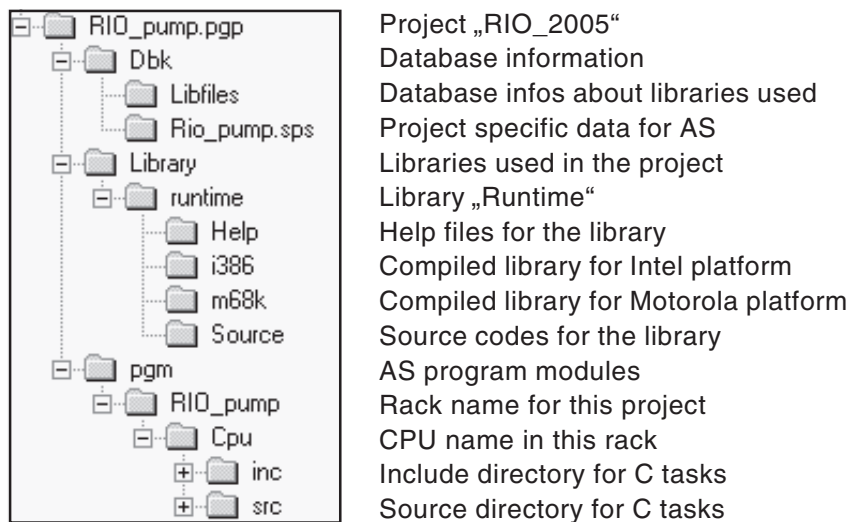 RIO_pump.pgp Project „RIO_2005“
Dbk Database information
Libfiles Database infos about libraries used
Rio_pump.sps Project specific data for AS
Library Libraries used in the project
runtime Library „Runtime“
Help Help files for the library
i386 Compiled library for Intel platform
m68k Compiled library for Motorola platform
Source Source codes for the library
pgm AS program modules
RIO_pump Rack name for this project
Cpu CPU name in this rack
inc Include directory for C tasks
src Source directory for C tasks